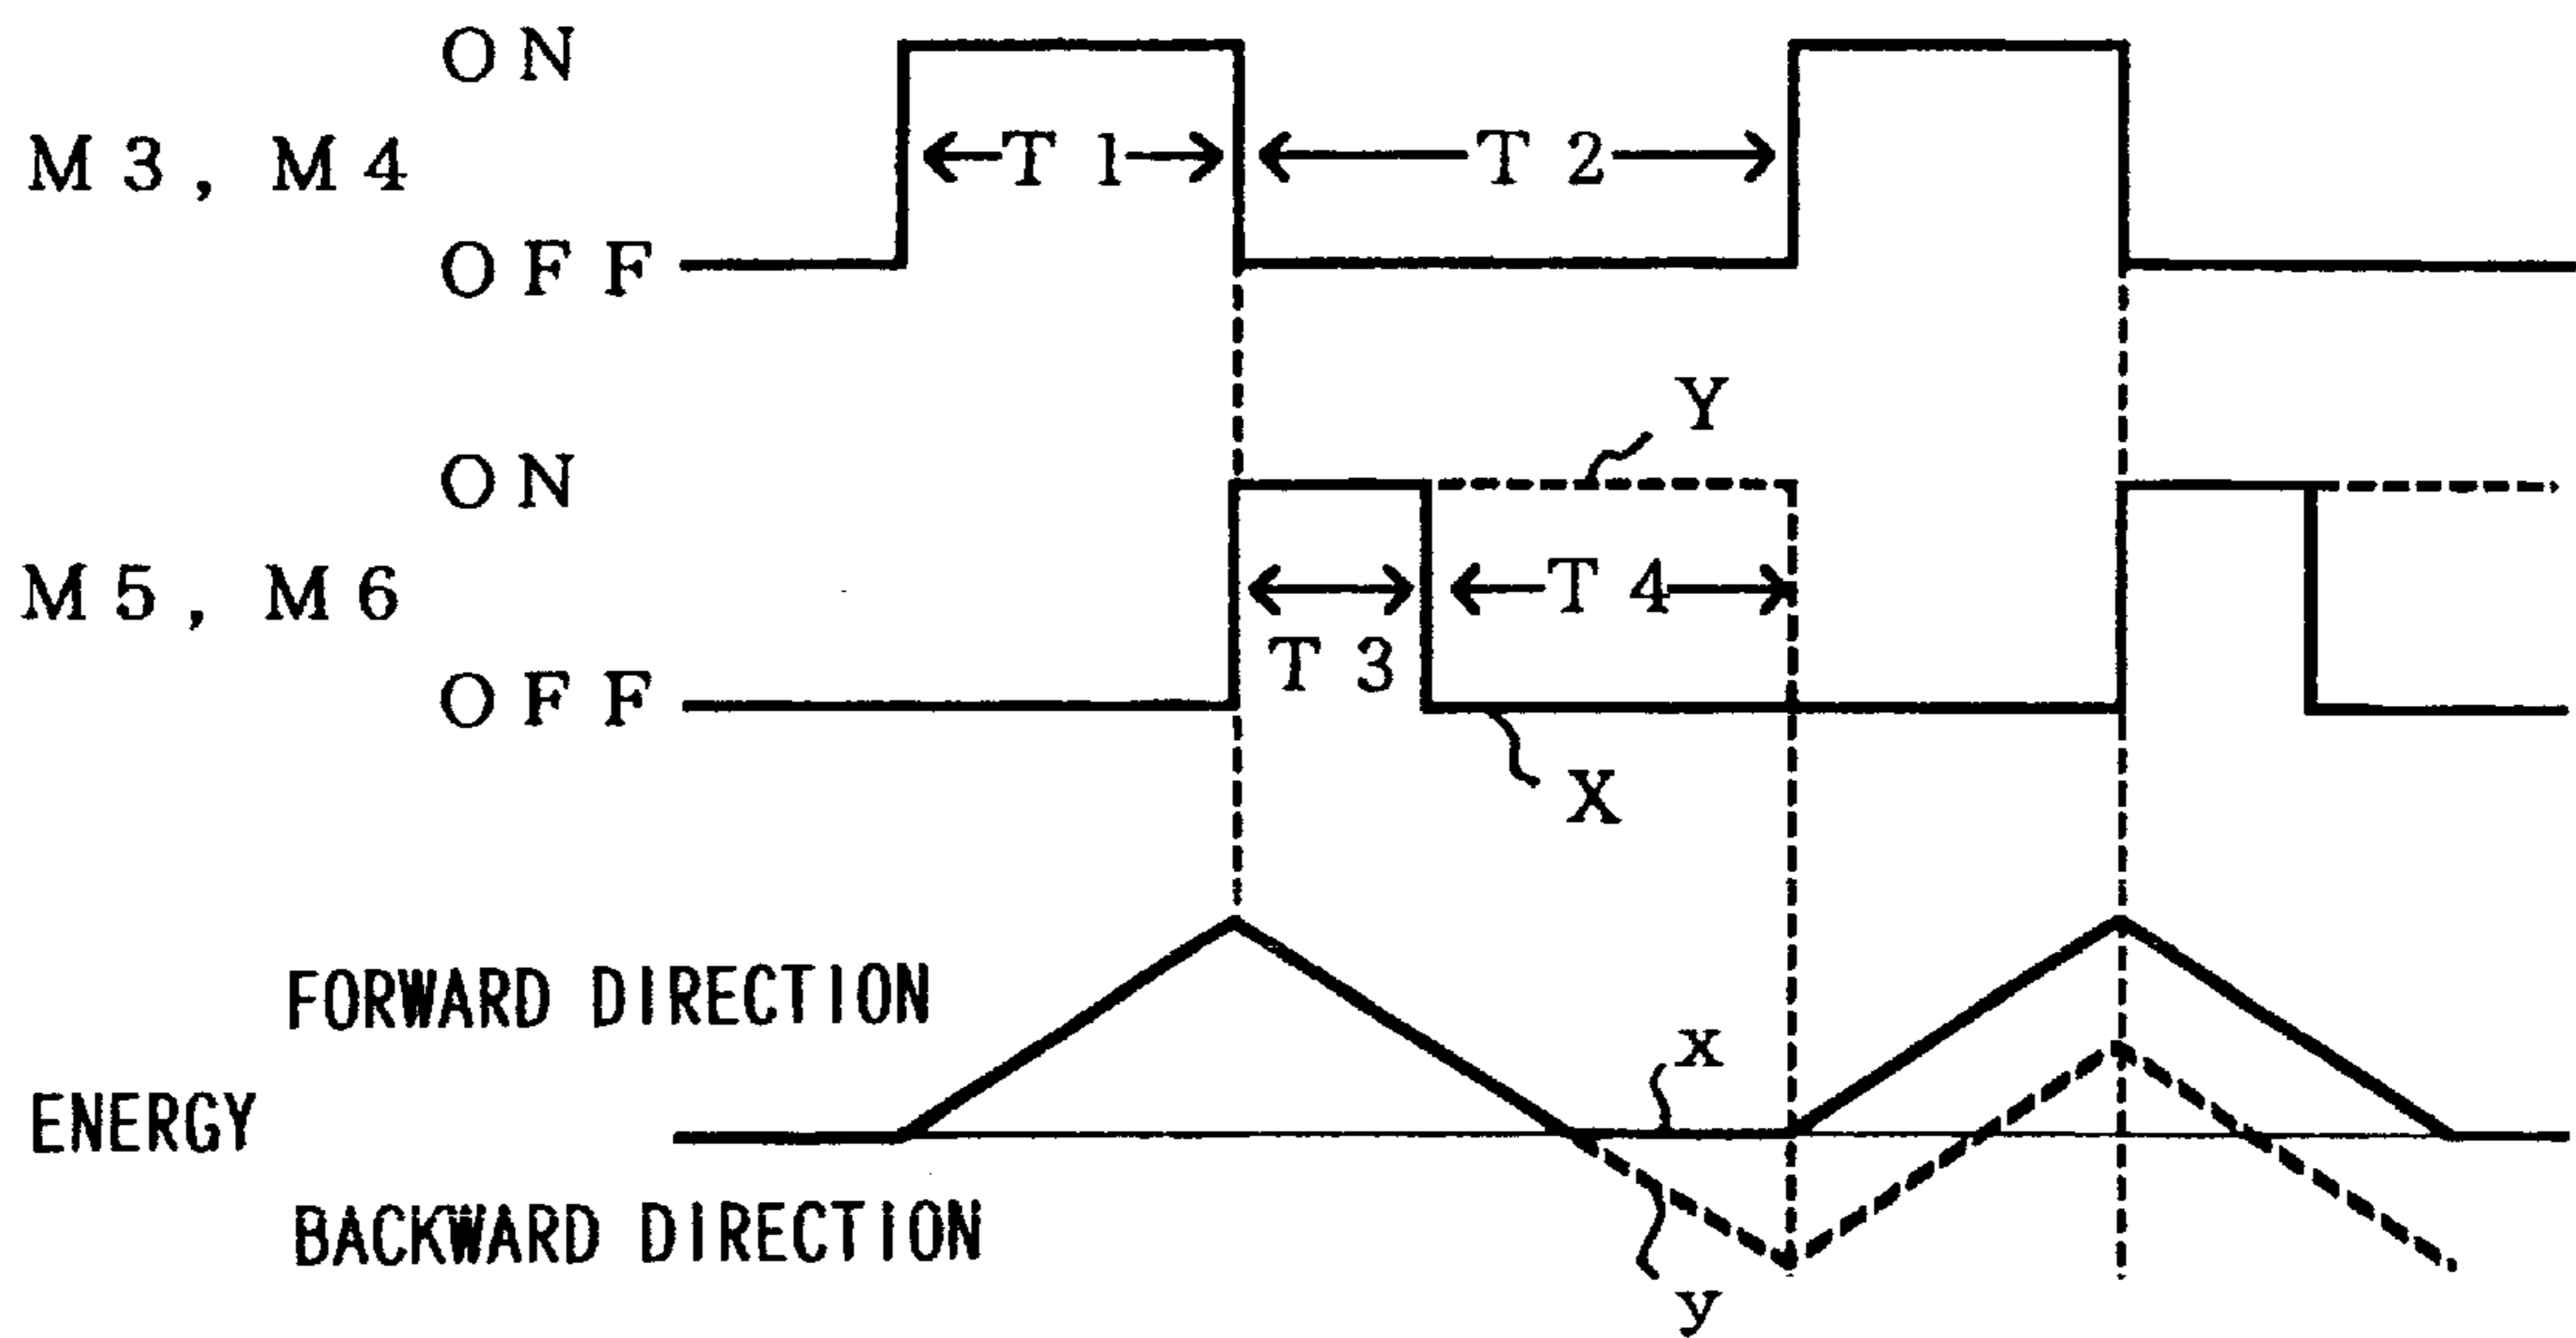 ON
T1 T2
M3, M4
OFF
Y
ON
T4
M5, M6
T3
OFF
X
FORWARD DIRECTION
x
ENERGY
BACKWARD DIRECTION
y